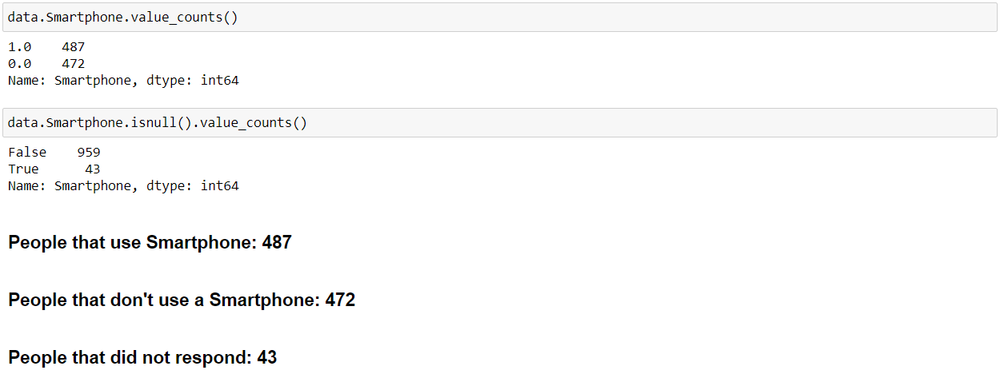 data.Smartphone.value_counts()
1.0    487
0.0    472
Name: Smartphone, dtype: int64
data.Smartphone.isnull().value_counts()
False    959
True      43
Name: Smartphone, dtype: int64
People that use Smartphone: 487
People that don't use a Smartphone: 472
People that did not respond: 43